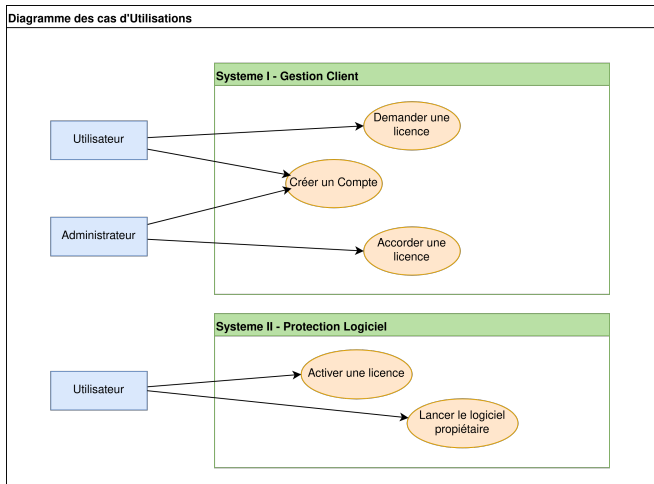 Diagramme des cas d'Utilisations
Systeme I - Gestion Client
Utilisateur
Demander une
licence
Créer un Compte
Administrateur
Accorder une
licence
Systeme II - Protection Logiciel
Utilisateur
Activer une licence
Lancer le logiciel
propiétaire